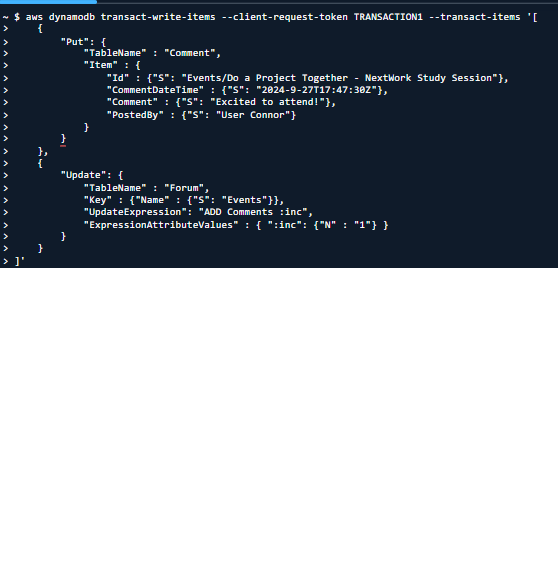 ~ $ aws dynamodb transact-write-items --client-request-token TRANSACTION1 --transact-items '[
>     {
>         "Put": {
>             "TableName" : "Comment",
>             "Item" : {
>                 "Id" : {"S": "Events/Do a Project Together - NextWork Study Session"},
>                 "CommentDateTime" : {"S": "2024-9-27T17:47:30Z"},
>                 "Comment" : {"S": "Excited to attend!"},
>                 "PostedBy" : {"S": "User Connor"}
>             }
>         }
>     },
>     {
>         "Update": {
>             "TableName" : "Forum",
>             "Key" : {"Name" : {"S": "Events"}},
>             "UpdateExpression": "ADD Comments :inc",
>             "ExpressionAttributeValues" : { ":inc": {"N" : "1"} }
>         }
>     }
> ]'